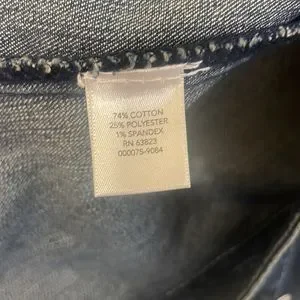 74% COTTON
25% POLYESTER
1% SPANDEX
RN 63823
000075-9084